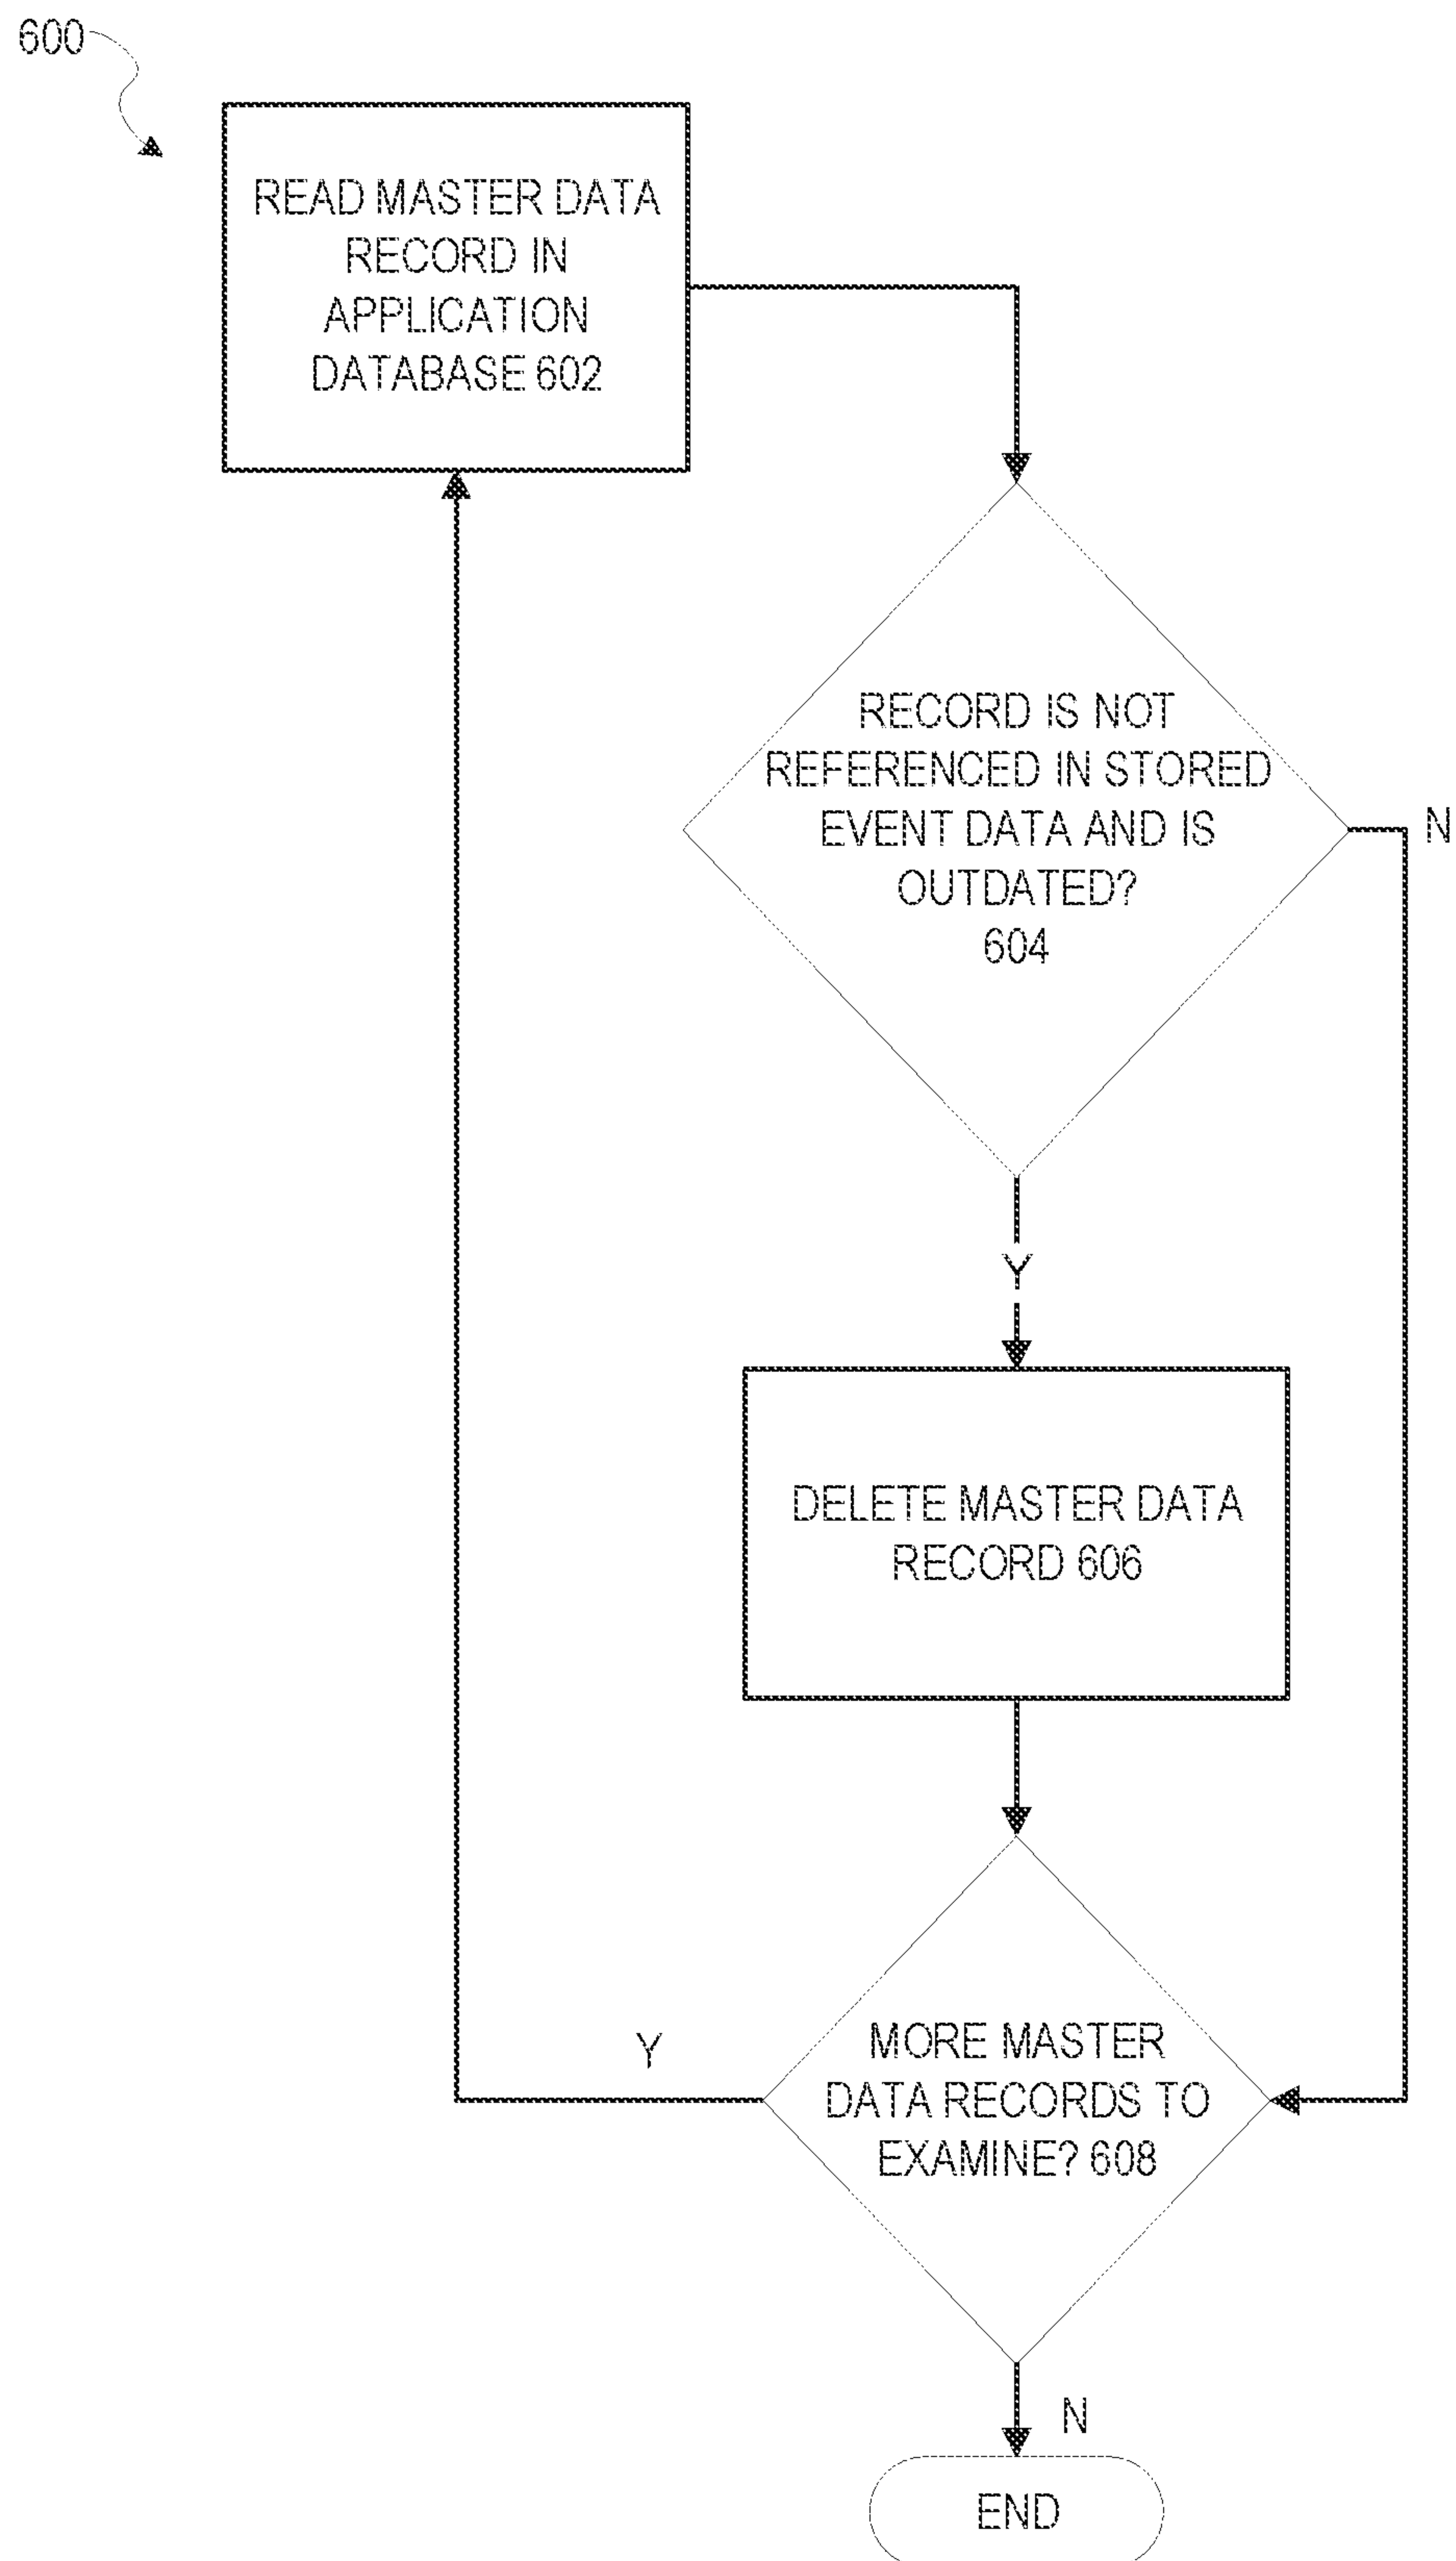 600
READ MASTER DATA
RECORD IN
APPLICATION
DATABASE 602
RECORD IS NOT
REFERENCED IN STORED
EVENT DATA AND IS
OUTDATED?
604
N
Y
DELETE MASTER DATA
RECORD 606
Y
MORE MASTER
DATA RECORDS TO
EXAMINE? 608
N
END